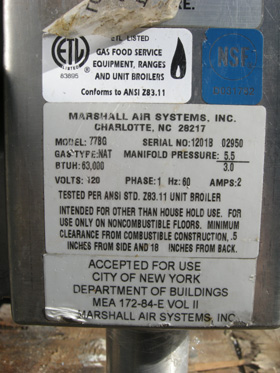 ETL LISTED
GAS FOOD SERVICE
EQUIPMENT, RANGES
AND UNIT BROILERS
ETL
LISTED
63895
Conforms to ANSI Z83.11
NSF
MARSHALL AIR SYSTEMS, INC.
CHARLOTTE, NC 28217
MODEL: 77BG SERIAL NO: 1201B 02950
GAS TYPE: NAT MANIFOLD PRESSURE: 5.5
BTUH: 63,000 3.0
VOLTS: 120 PHASE: 1 Hz: 60 AMPS: 2
TESTED PER ANSI STD. Z83.11 UNIT BROILER
INTENDED FOR OTHER THAN HOUSE HOLD USE. FOR
USE ONLY ON NONCOMBUSTIBLE FLOORS. MINIMUM
CLEARANCE FROM COMBUSTIBLE CONSTRUCTION, .5
INCHES FROM SIDE AND 18 INCHES FROM BACK.
ACCEPTED FOR USE
CITY OF NEW YORK
DEPARTMENT OF BUILDINGS
MEA 172-84-E VOL II
MARSHALL AIR SYSTEMS, INC